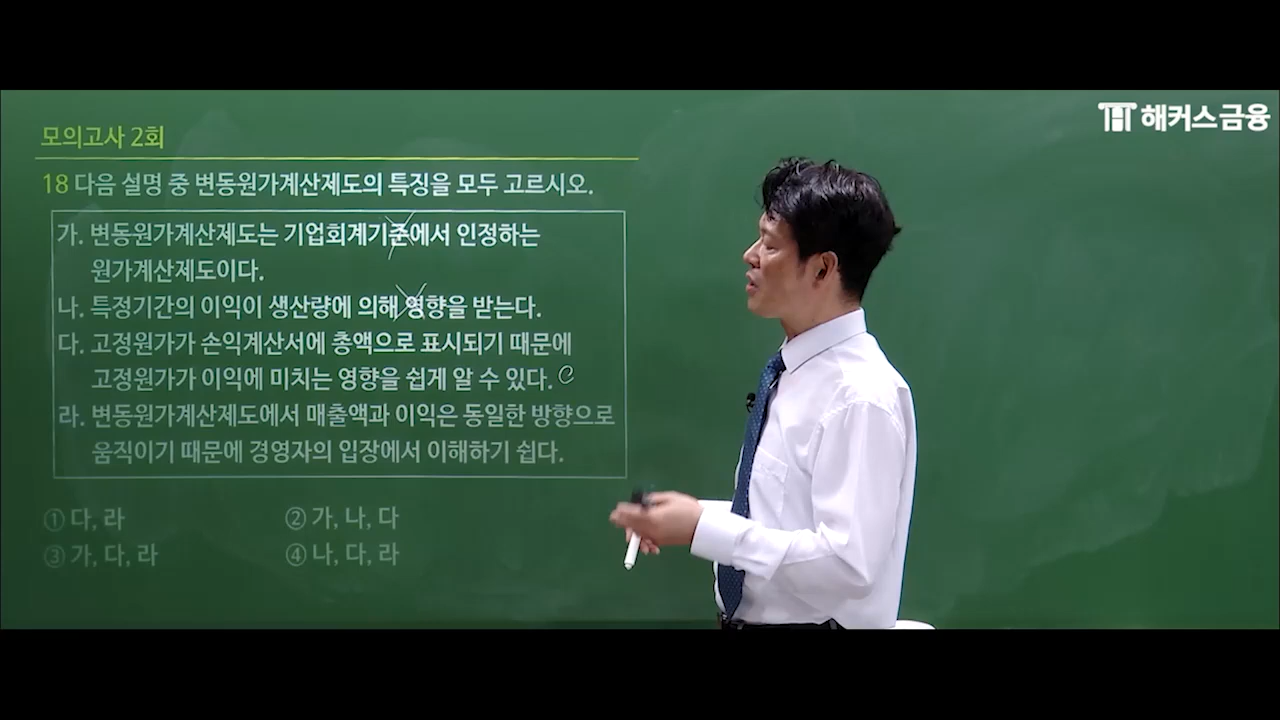 해커스금융
모의고사 2회
18 다음 설명 중 변동원가계산제도의 특징을 모두 고르시오.
가. 변동원가계산제도는 기업회계기준에서 인정하는
원가계산제도이다.
나. 특정기간의 이익이 생산량에 의해 영향을 받는다.
다. 고정원가가 손익계산서에 총액으로 표시되기 때문에
고정원가가 이익에 미치는 영향을 쉽게 알 수 있다.
라. 변동원가계산제도에서 매출액과 이익은 동일한 방향으로
움직이기 때문에 경영자의 입장에서 이해하기 쉽다.
① 다, 라
② 가, 나, 다
③ 가, 다, 라
④ 나, 다, 라